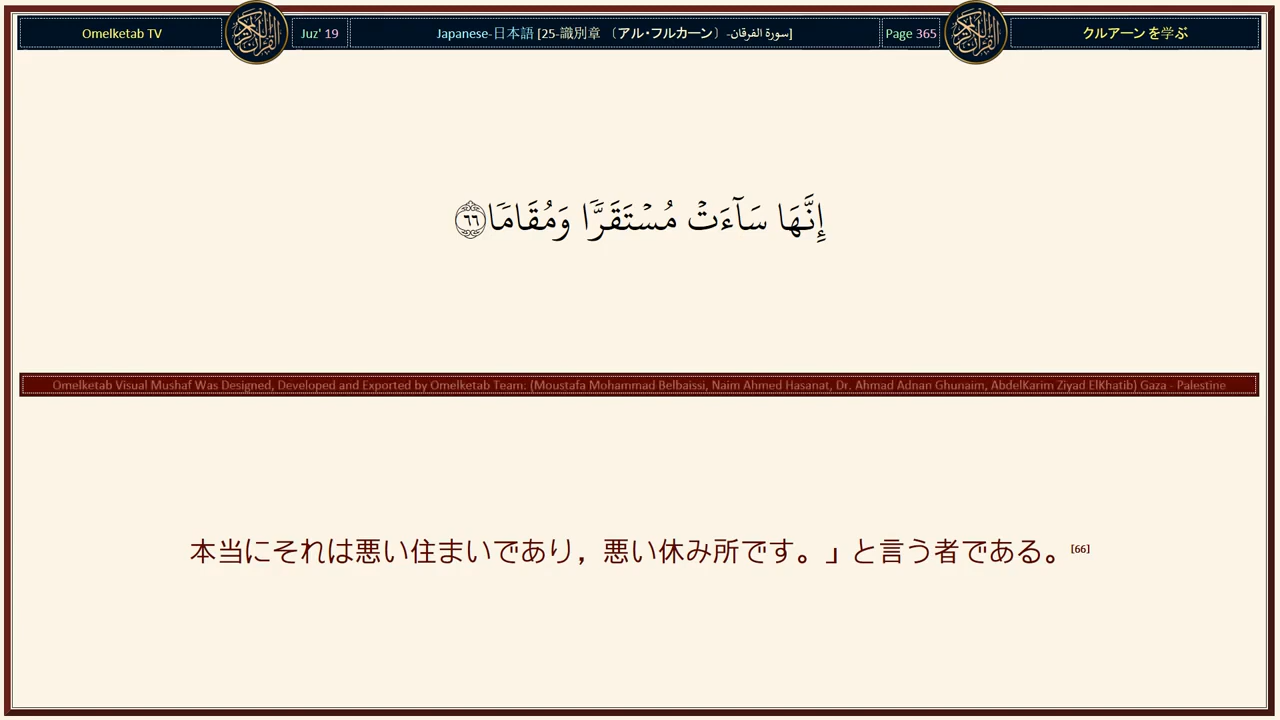 Omelketab TV
Juz' 19
Japanese-日本語 [25-識別章 〔アル・フルカーン〕-سورة الفرقان]
Page 365
クルアーン を学ぶ
إِنَّهَا سَآءَتۡ مُسۡتَقَرّٗا وَمُقَامٗا ٦٦
Omelketab Visual Mushaf Was Designed, Developed and Exported by Omelketab Team: (Moustafa Mohammad Belbaissi, Naim Ahmed Hasanat, Dr. Ahmad Adnan Ghunaim, AbdelKarim Ziyad ElKhatib) Gaza - Palestine
本当にそれは悪い住まいであり，悪い休み所です。」と言う者である。[66]